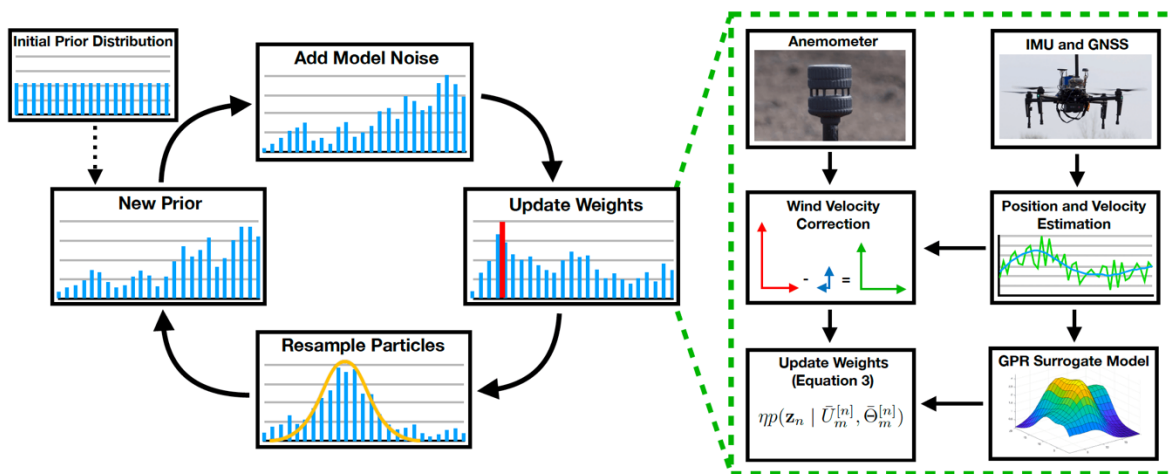 Initial Prior Distribution
Add Model Noise
New Prior
Update Weights
Resample Particles
Anemometer
IMU and GNSS
Wind Velocity
Correction
- =
Position and Velocity
Estimation
Update Weights
(Equation 3)
ηp(𝐳ₙ | Ū_m^{[n]}, Θ̄_m^{[n]})
GPR Surrogate Model